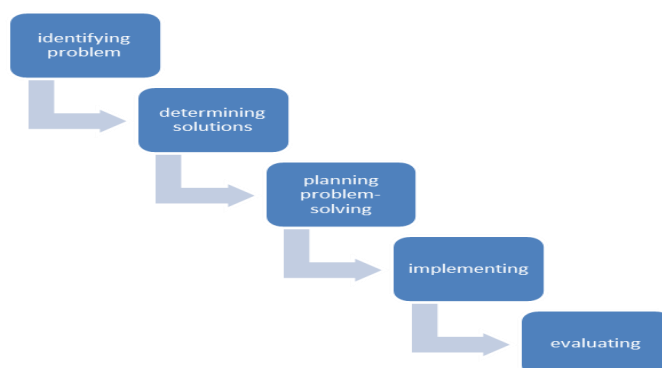 identifying
problem
determining
solutions
planning
problem-
solving
implementing
evaluating